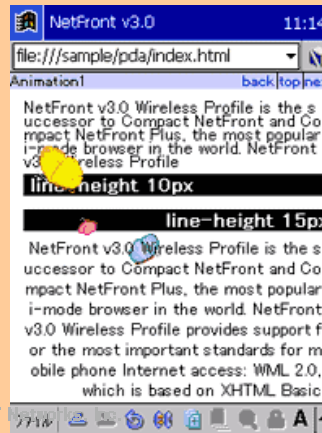 NetFront v3.0 11:14
file:///sample/pda/index.html
Animation1 back top ne
NetFront v3.0 Wireless Profile is the s
uccessor to Compact NetFront and Co
mpact NetFront Plus, the most popular
i-mode browser in the world. NetFront
v3 reless Profile
line-height 10px
line-height 15px
NetFront v3.0 Wireless Profile is the s
uccessor to Compact NetFront and Co
mpact NetFront Plus, the most popular
i-mode browser in the world. NetFront
v3.0 Wireless Profile provides support f
or the most important standards for m
obile phone Internet access: WML 2.0,
which is based on XHTML Basic
ファイル A